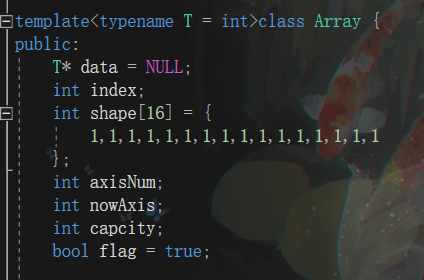 template<typename T = int>class Array {
public:
    T* data = NULL;
    int index;
    int shape[16] = {
        1,1,1,1,1,1,1,1,1,1,1,1,1,1,1,1
    };
    int axisNum;
    int nowAxis;
    int capcity;
    bool flag = true;